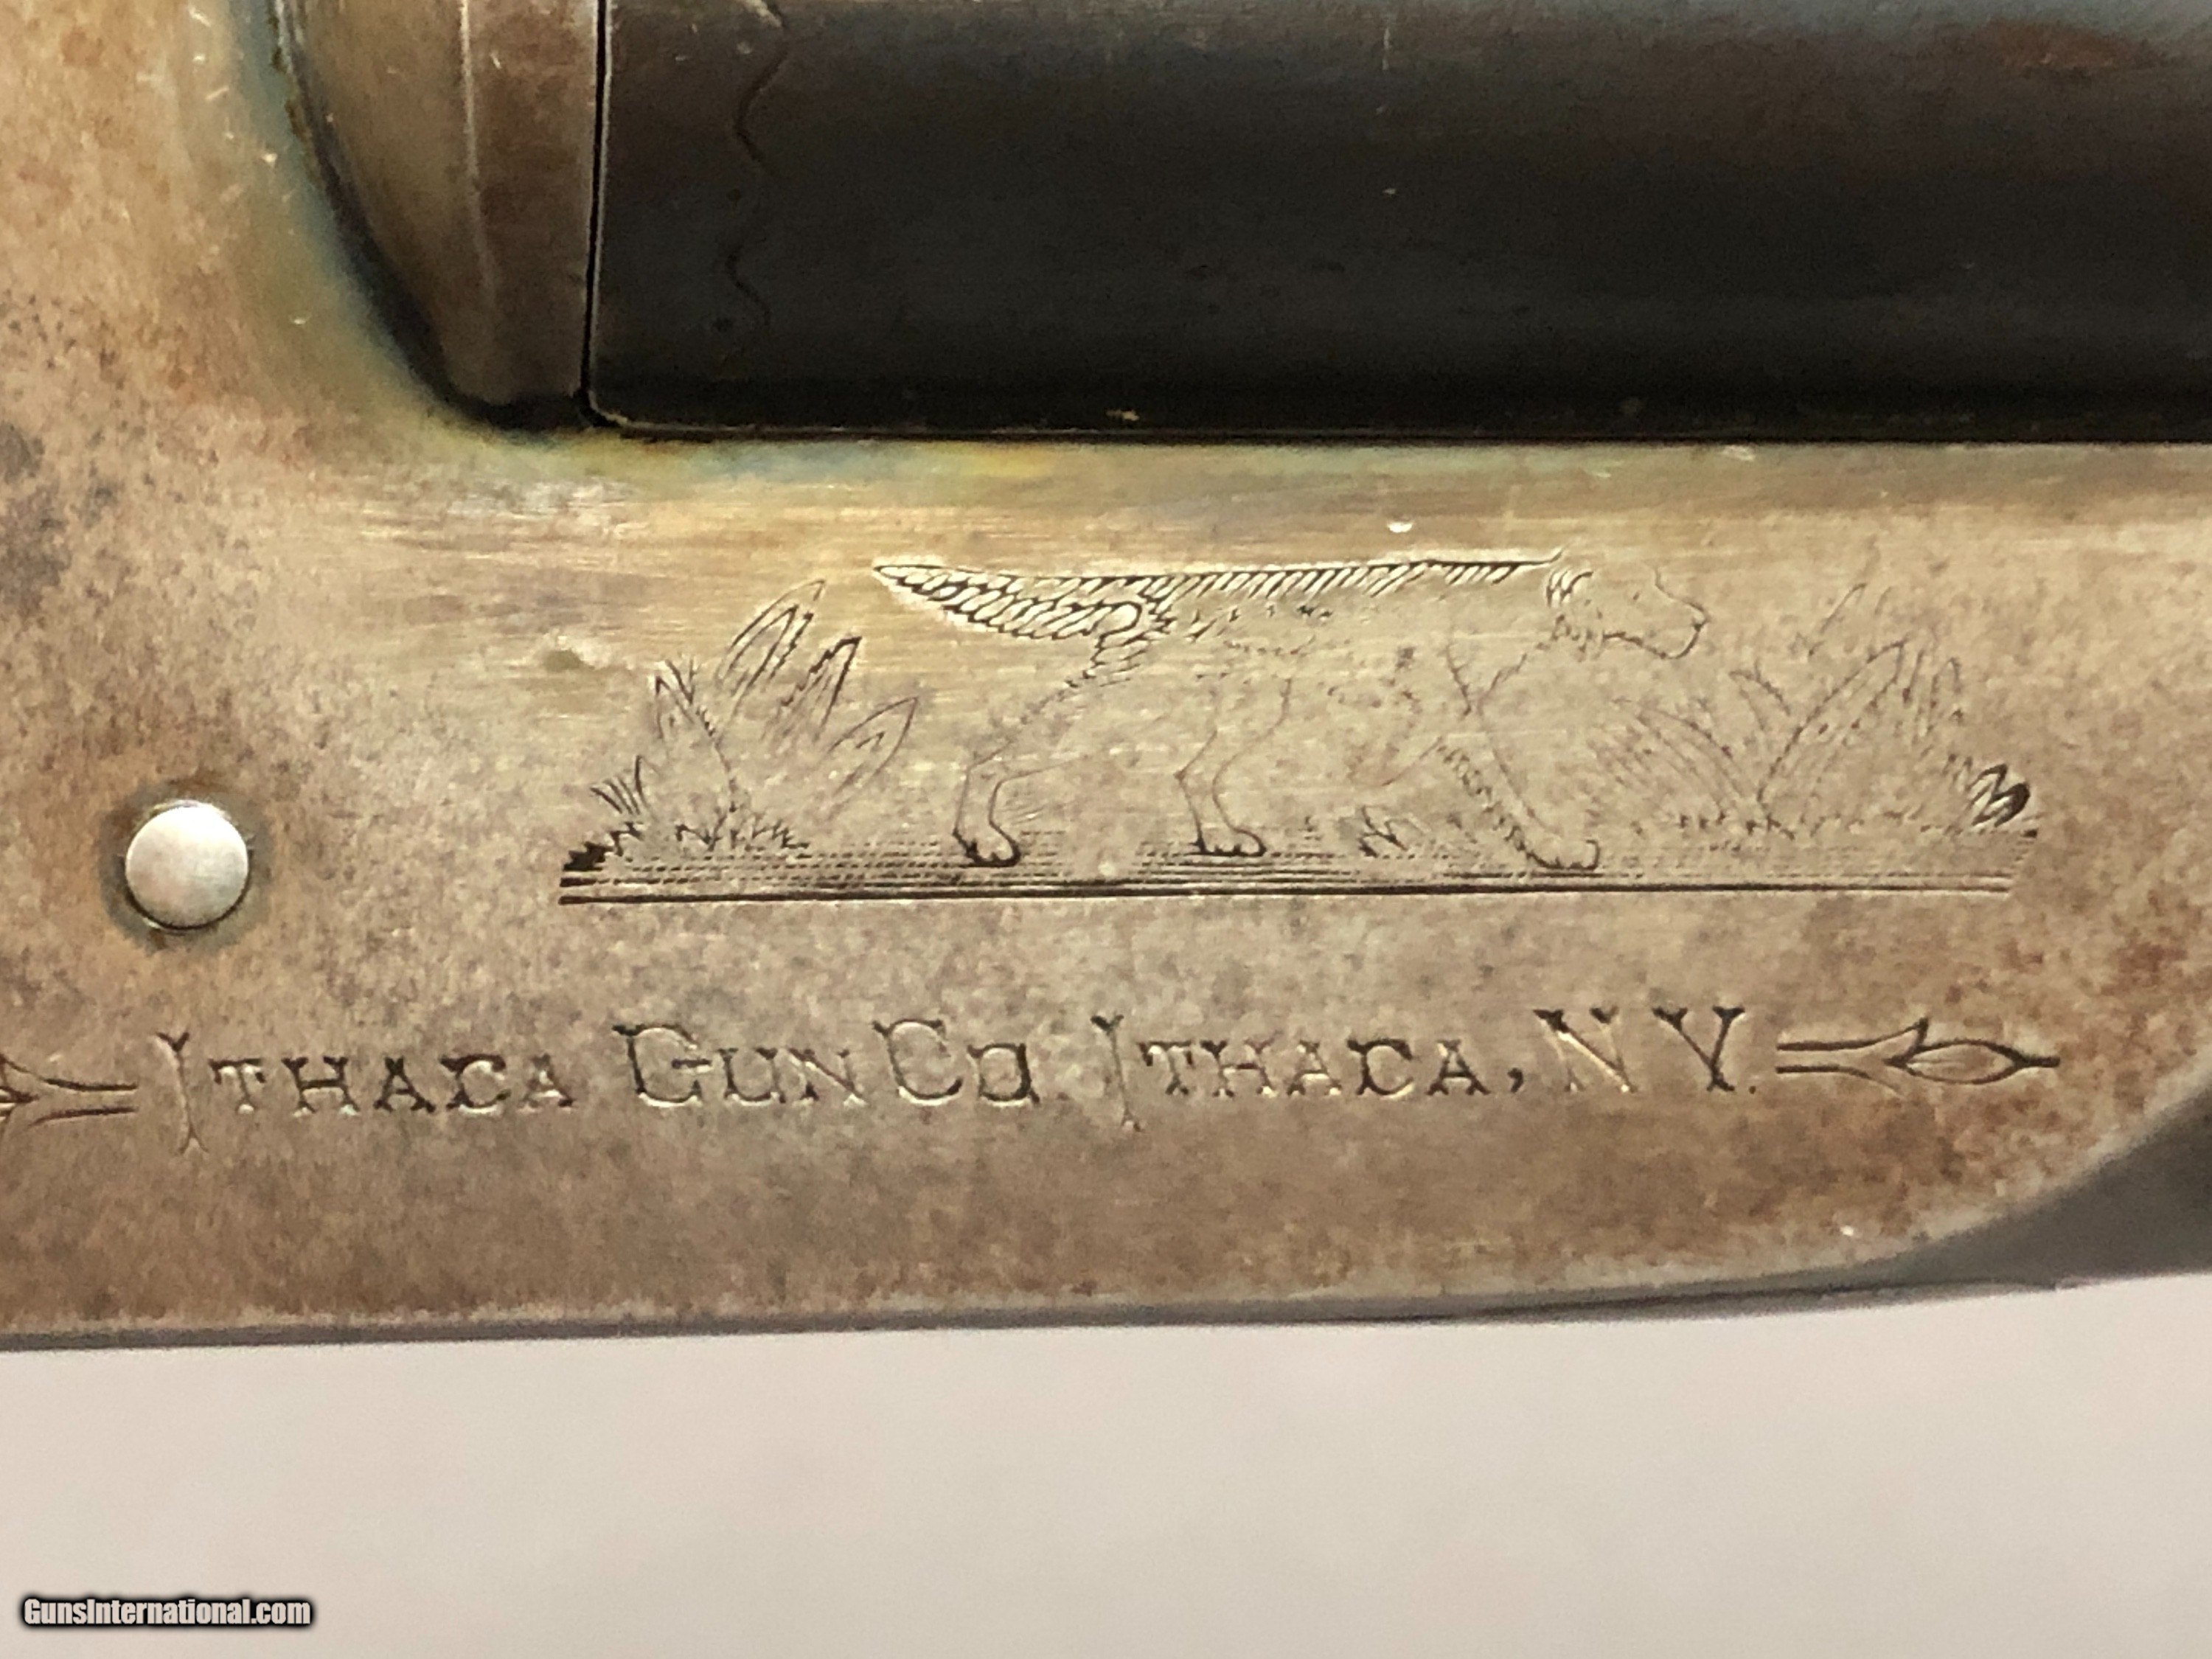 Ithaca Gun Co Ithaca, N Y.
GunsInternational.com